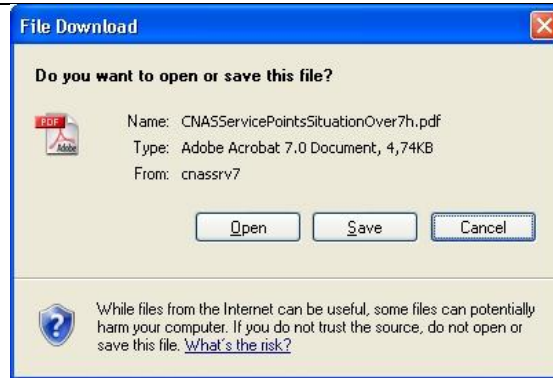 File Download
Do you want to open or save this file?
PDF
Adobe
Name: CNASServicePointsSituationOver7h.pdf
Type: Adobe Acrobat 7.0 Document, 4,74KB
From: cnassrv7
Open Save Cancel
While files from the Internet can be useful, some files can potentially
harm your computer. If you do not trust the source, do not open or
save this file. What's the risk?